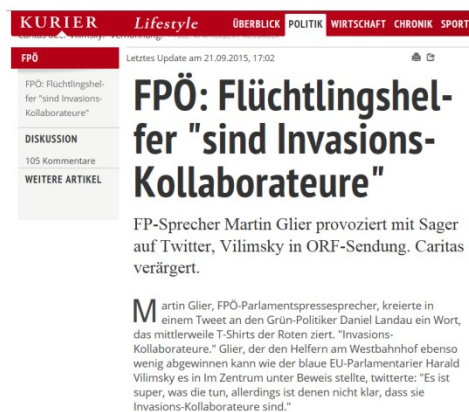 KURIER Lifestyle ÜBERBLICK POLITIK WIRTSCHAFT CHRONIK SPORT
FPÖ
Letztes Update am 21.09.2015, 17:02
FPÖ: Flüchtlingshel-
fer "sind Invasions-
Kollaborateure"
DISKUSSION
105 Kommentare
WEITERE ARTIKEL
FPÖ: Flüchtlingshel-
fer "sind Invasions-
Kollaborateure"
FP-Sprecher Martin Glier provoziert mit Sager
auf Twitter, Vilimsky in ORF-Sendung. Caritas
verärgert.
Martin Glier, FPÖ-Parlamentspressesprecher, kreierte in
einem Tweet an den Grün-Politiker Daniel Landau ein Wort,
das mittlerweile T-Shirts der Roten ziert. "Invasions-
Kollaborateure." Glier, der den Helfern am Westbahnhof ebenso
wenig abgewinnen kann wie der blaue EU-Parlamentarier Harald
Vilimsky es in Im Zentrum unter Beweis stellte, twitterte: "Es ist
super, was die tun, allerdings ist denen nicht klar, dass sie
Invasions-Kollaborateure sind."